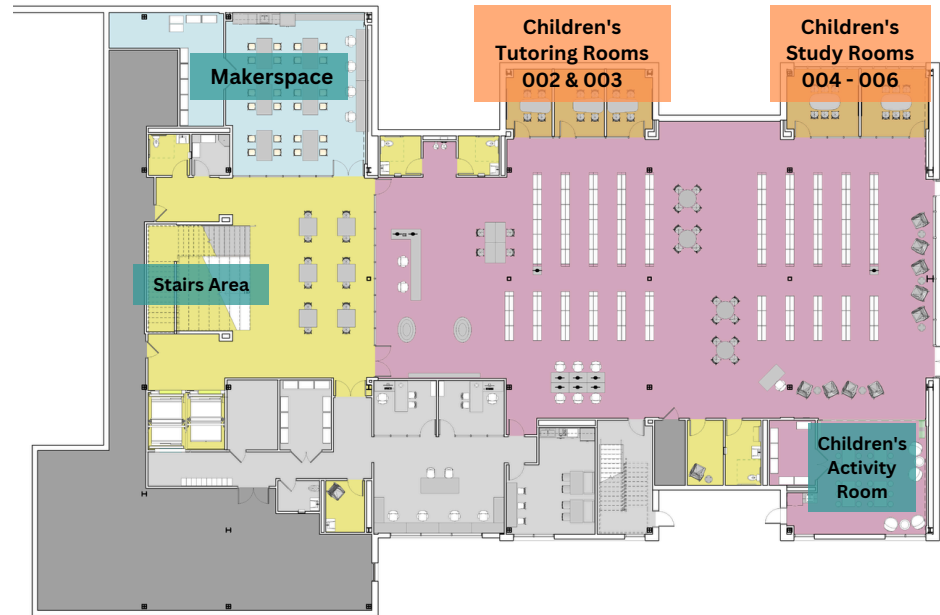 Children's
Tutoring Rooms
002 & 003
Children's
Study Rooms
004 - 006
Makerspace
Stairs Area
Children's
Activity
Room